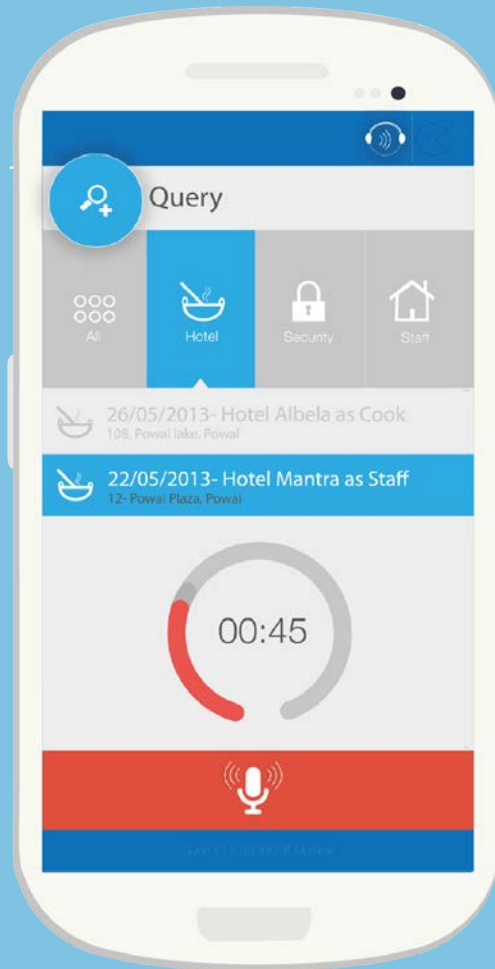 Query
All
Hotel
Security
Staff
26/05/2013- Hotel Albela as Cook
108, Powai lake, Powai
22/05/2013- Hotel Mantra as Staff
12- Powai Plaza, Powai
00:45